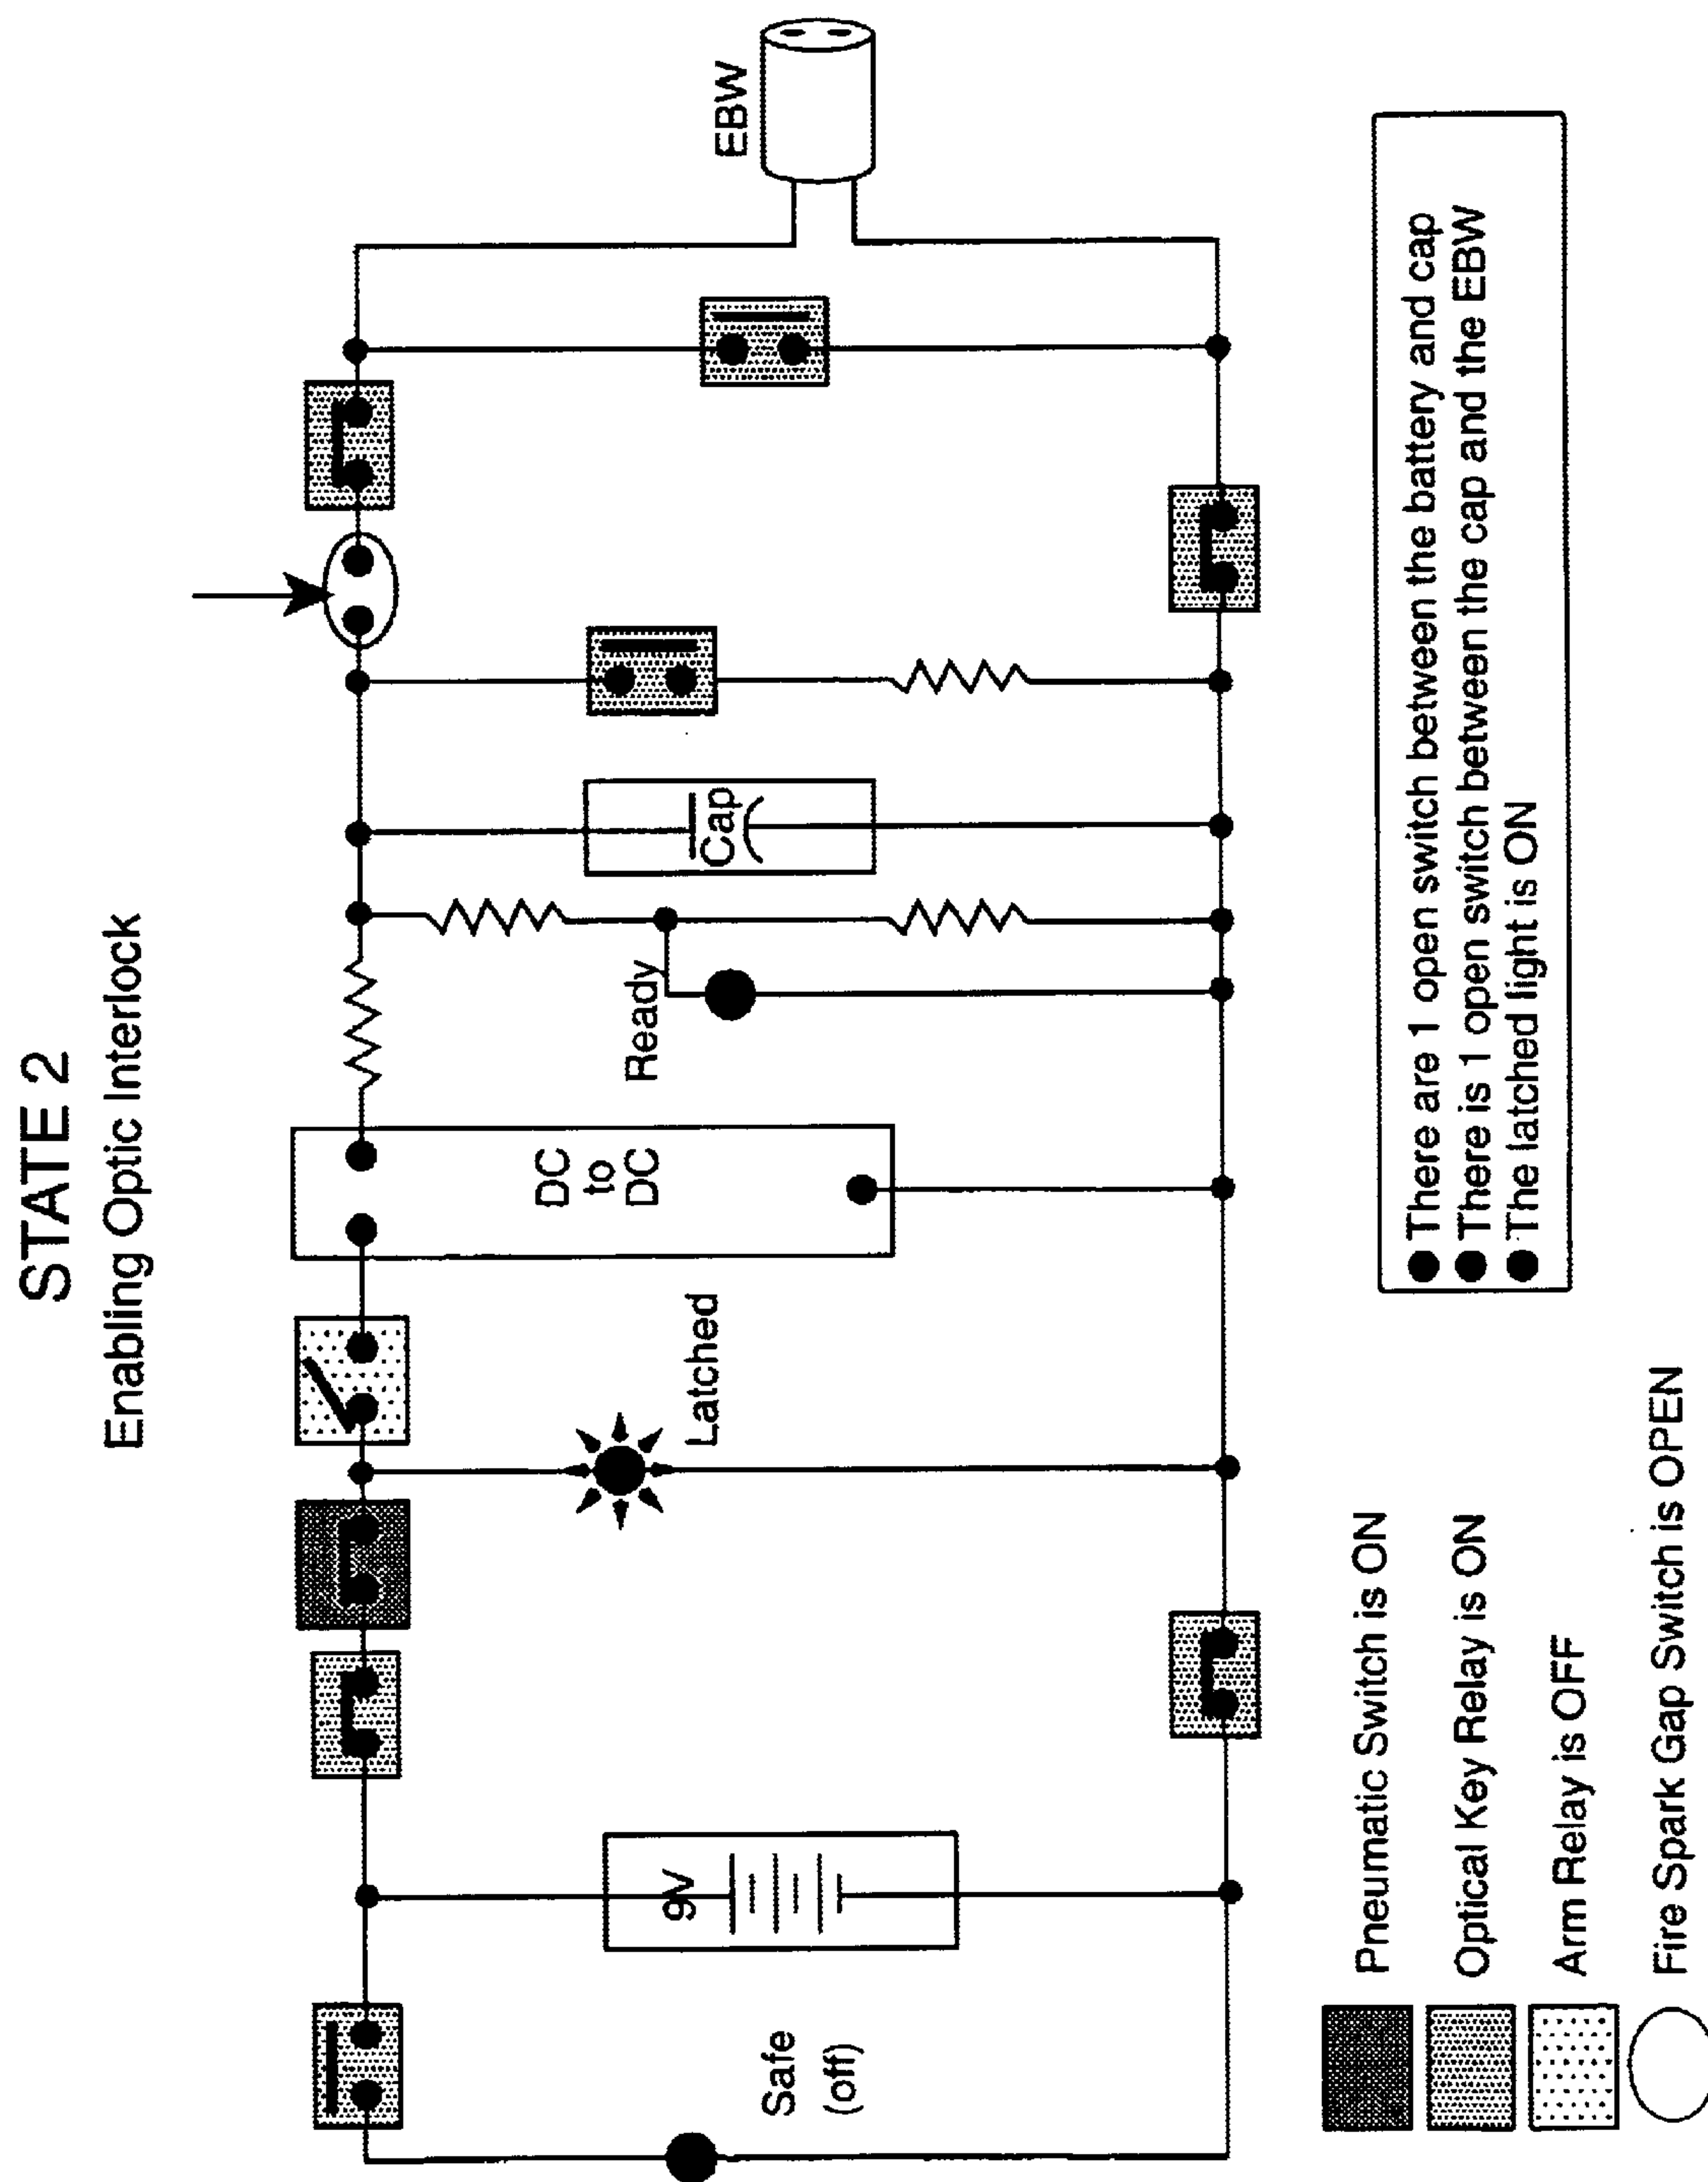 STATE 2
Enabling Optic Interlock
Safe
(off)
9V
Latched
DC
to
DC
Ready
Cap
EBW
Pneumatic Switch is ON
Optical Key Relay is ON
Arm Relay is OFF
Fire Spark Gap Switch is OPEN
● There are 1 open switch between the battery and cap
● There is 1 open switch between the cap and the EBW
● The latched light is ON